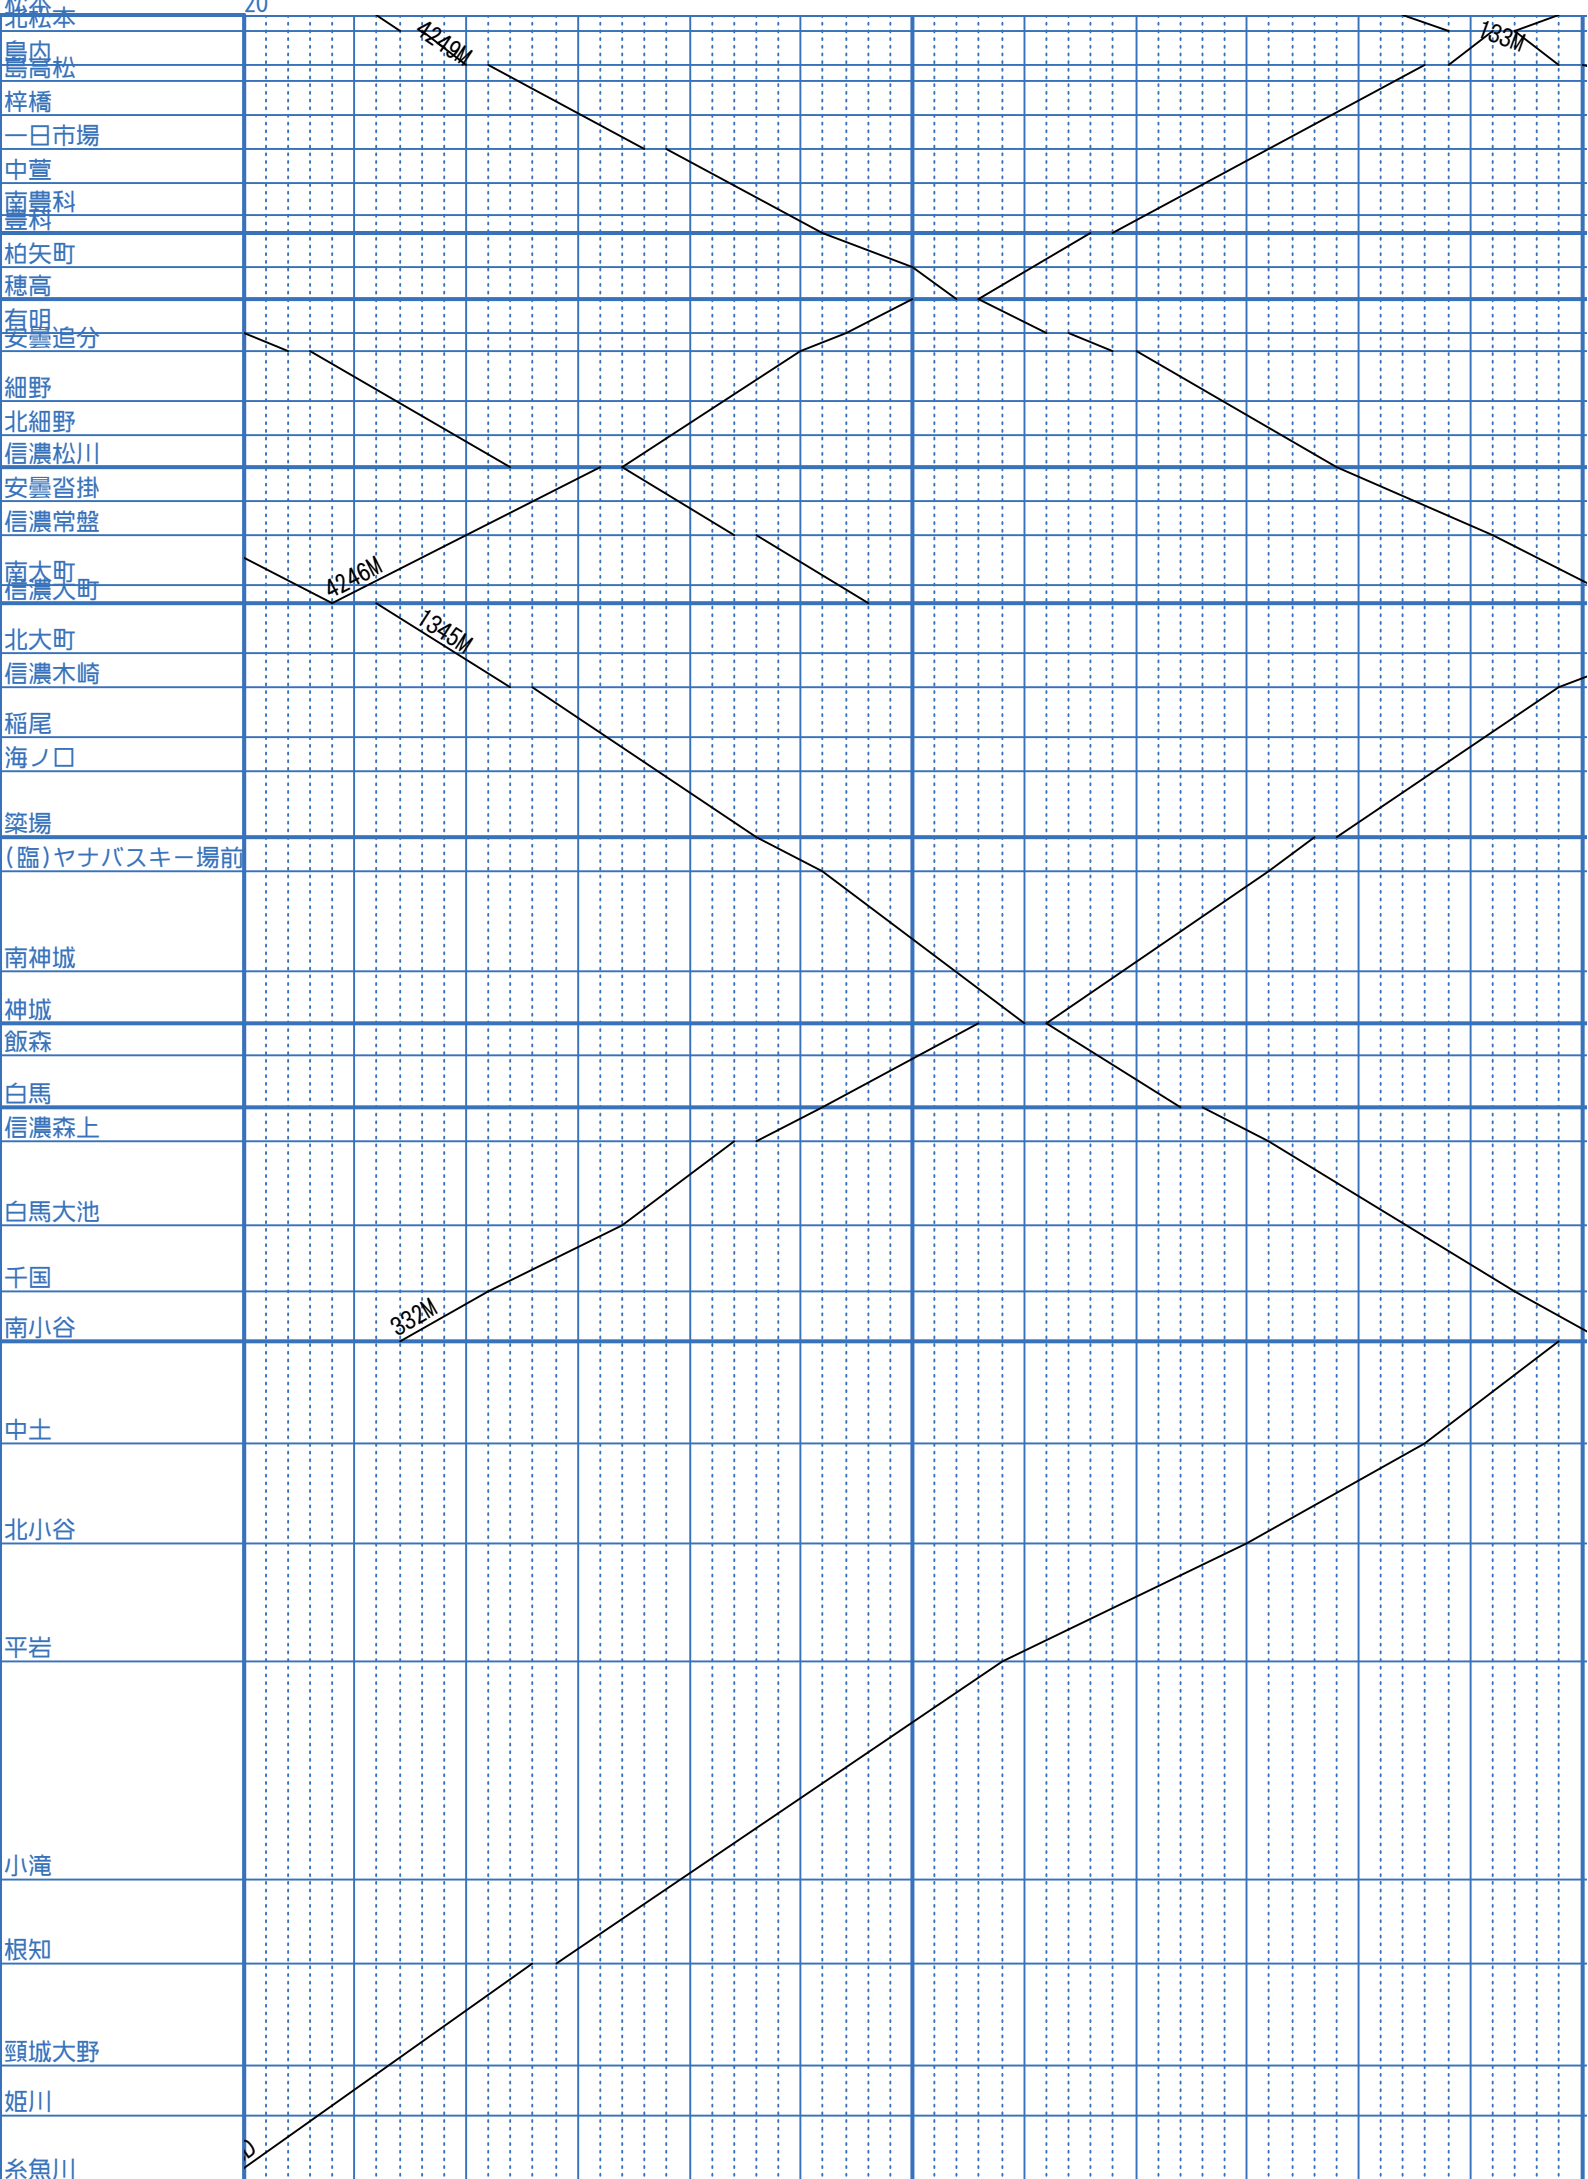 松本
20
北松本
島内
島高松
梓橋
一日市場
中萱
南豊科
豊科
柏矢町
穂高
有明
安曇追分
細野
北細野
信濃松川
安曇沓掛
信濃常盤
南大町
信濃大町
北大町
信濃木崎
稲尾
海ノ口
簗場
(臨)ヤナバスキー場前
南神城
神城
飯森
白馬
信濃森上
白馬大池
千国
南小谷
中土
北小谷
平岩
小滝
根知
頸城大野
姫川
糸魚川
4249M
133M
4246M
1345M
332M
D